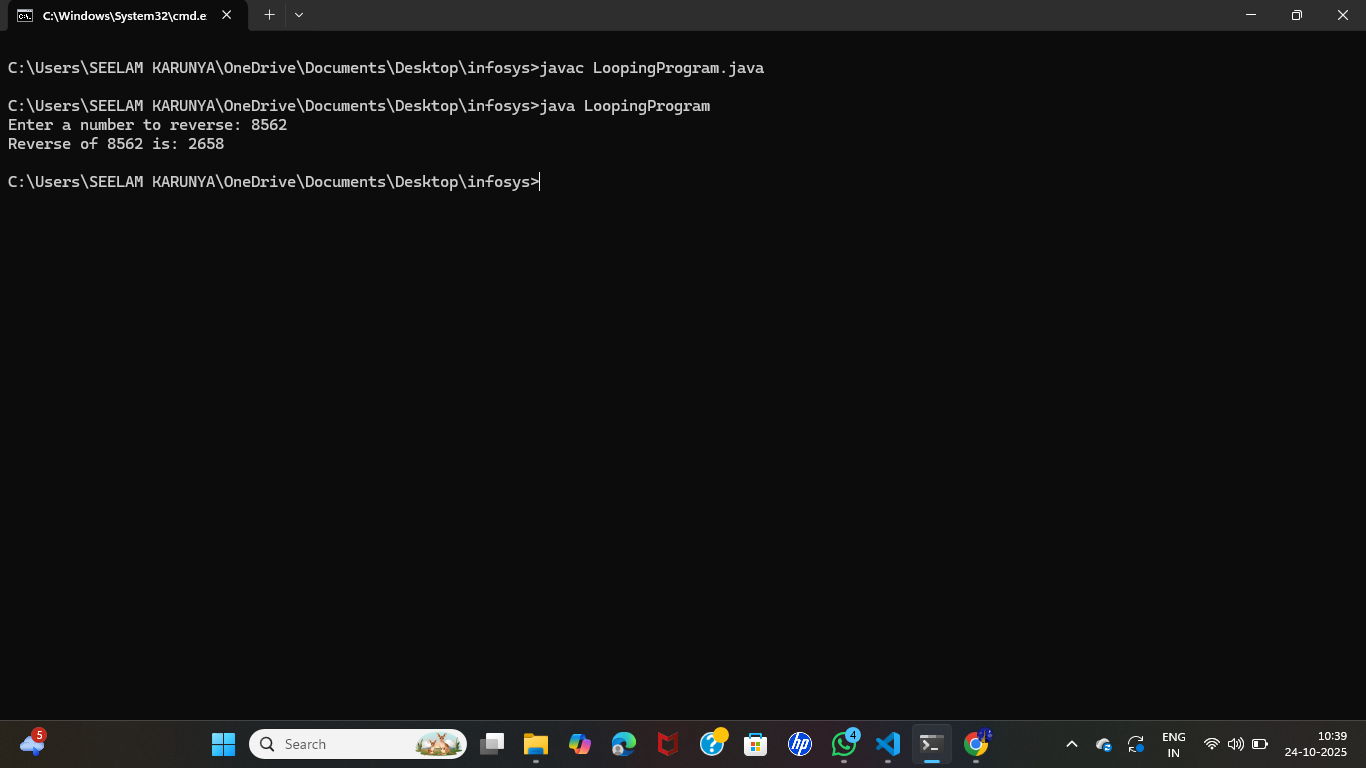 C:\Windows\System32\cmd.e
C:\Users\SEELAM KARUNYA\OneDrive\Documents\Desktop\infosys>javac LoopingProgram.java
C:\Users\SEELAM KARUNYA\OneDrive\Documents\Desktop\infosys>java LoopingProgram
Enter a number to reverse: 8562
Reverse of 8562 is: 2658
C:\Users\SEELAM KARUNYA\OneDrive\Documents\Desktop\infosys>
5
Search
hp
4
ENG
IN
10:39
24-10-2025